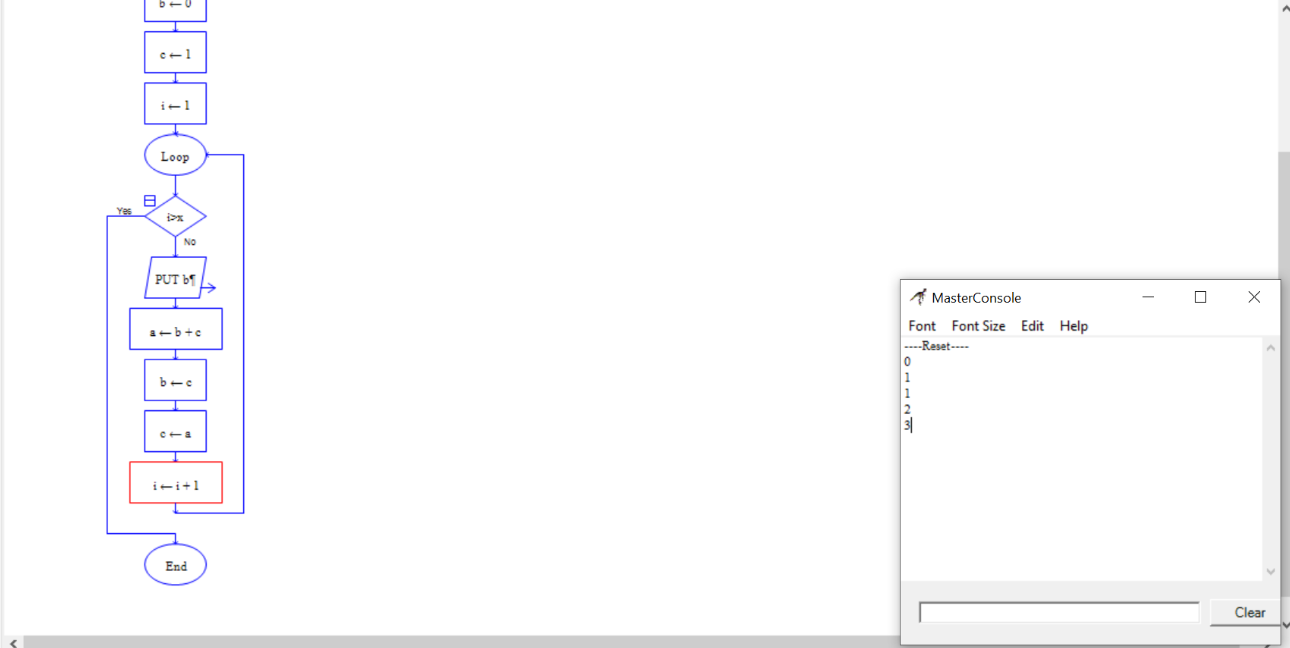 b ← 0
c ← 1
i ← 1
Loop
Yes
i>x
No
PUT b¶
a ← b + c
b ← c
c ← a
i ← i + 1
End
MasterConsole
Font Font Size Edit Help
----Reset----
0
1
1
2
3
Clear